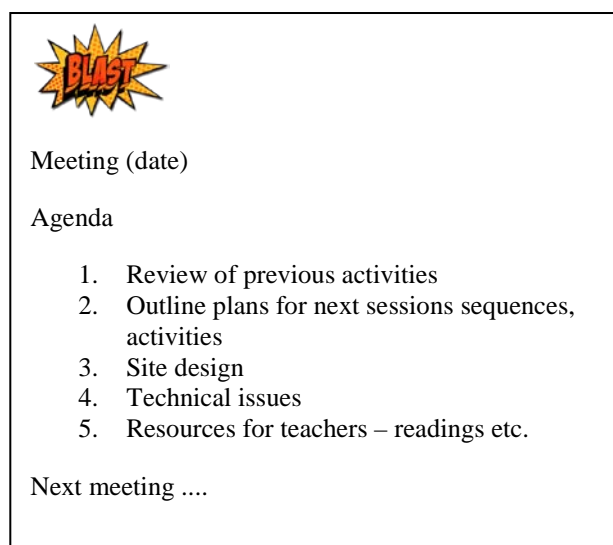 BLAST
Meeting (date)
Agenda
1. Review of previous activities
2. Outline plans for next sessions sequences,
activities
3. Site design
4. Technical issues
5. Resources for teachers – readings etc.
Next meeting ....